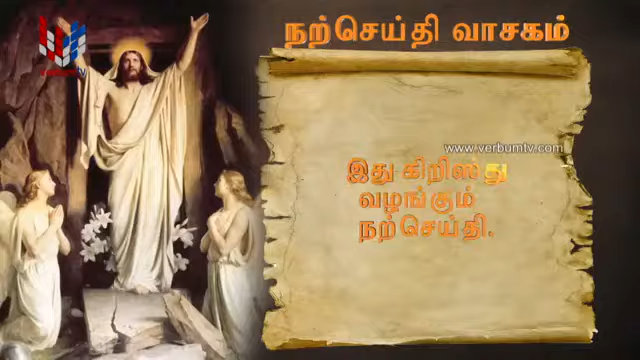 நற்செய்தி வாசகம்
www.verbumtv.com
இது கிறிஸ்து
வழங்கும்
நற்செய்தி.